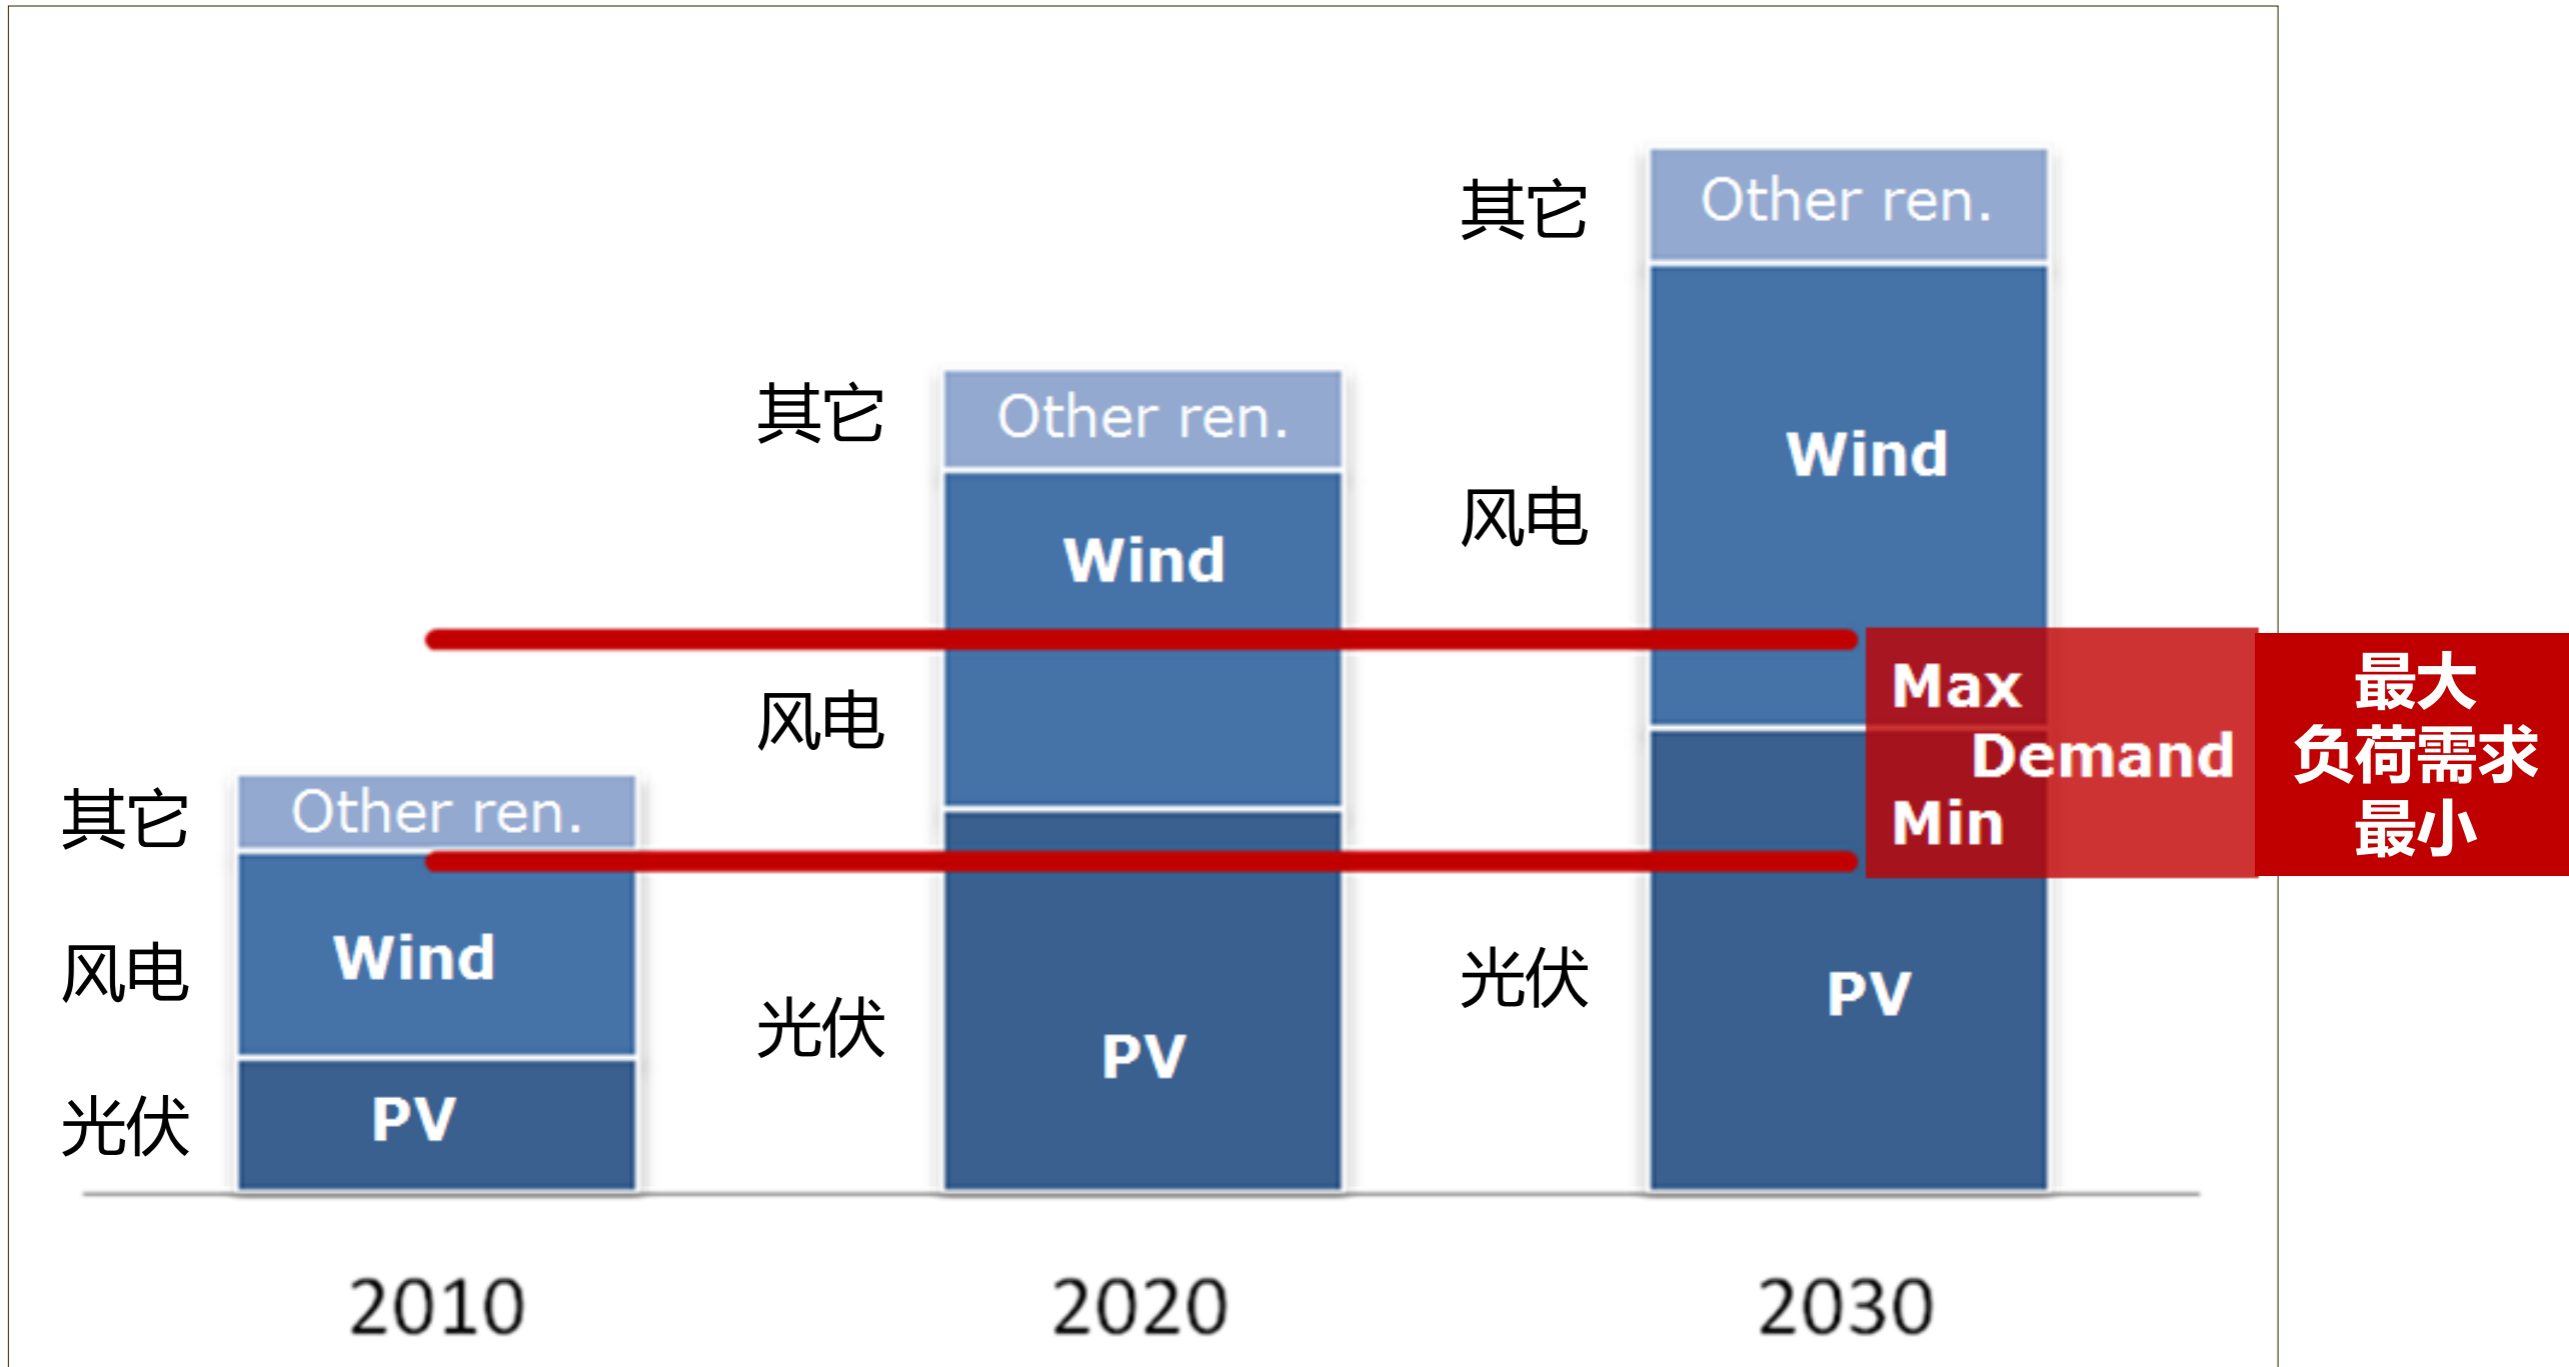 其它
Other ren.
风电
Wind
光伏
PV
2010
其它
Other ren.
Wind
风电
光伏
PV
2020
其它
Other ren.
风电
Wind
光伏
PV
2030
Max
Demand
Min
最大
负荷需求
最小